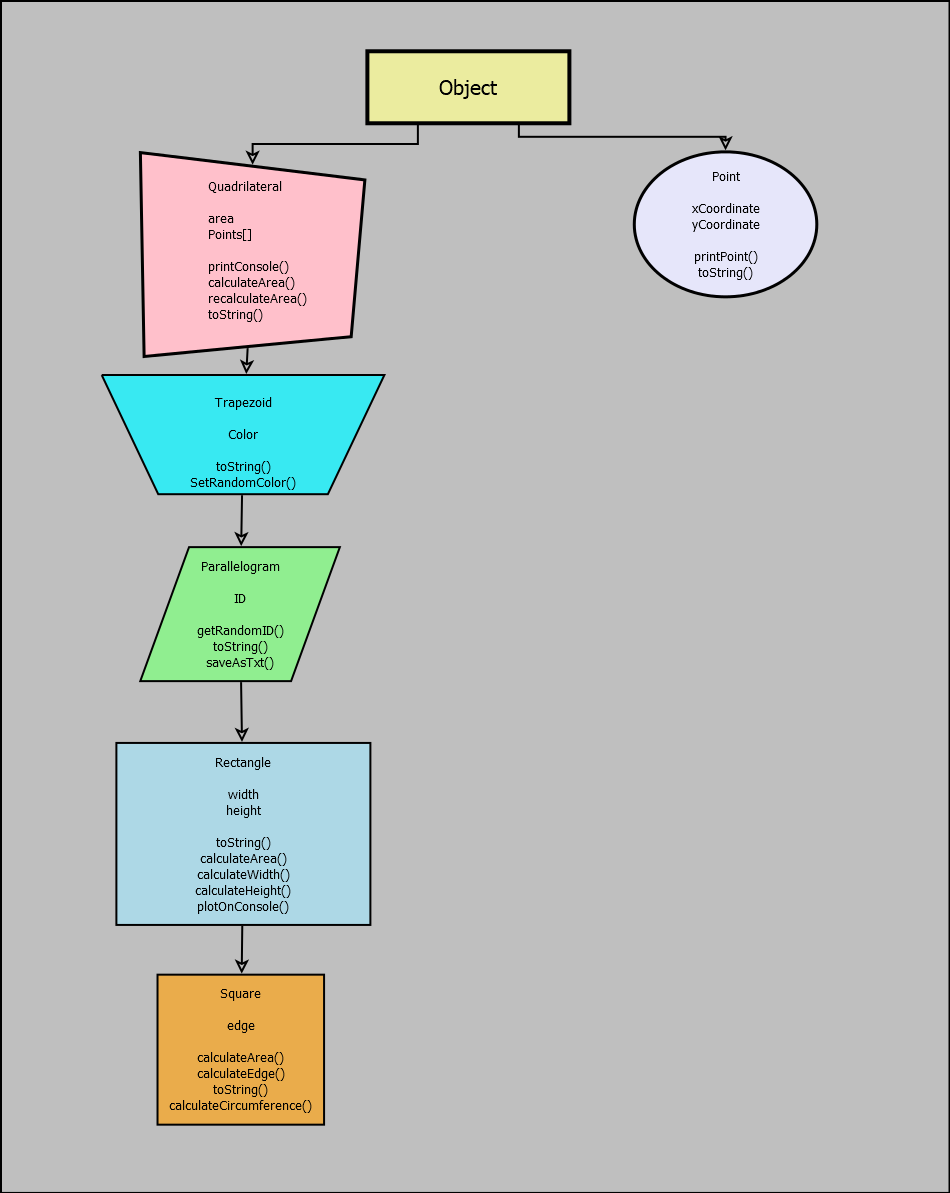 Object
Quadrilateral
area
Points[]
printConsole()
calculateArea()
recalculateArea()
toString()
Point
xCoordinate
yCoordinate
printPoint()
toString()
Trapezoid
Color
toString()
SetRandomColor()
Parallelogram
ID
getRandomID()
toString()
saveAsTxt()
Rectangle
width
height
toString()
calculateArea()
calculateWidth()
calculateHeight()
plotOnConsole()
Square
edge
calculateArea()
calculateEdge()
toString()
calculateCircumference()